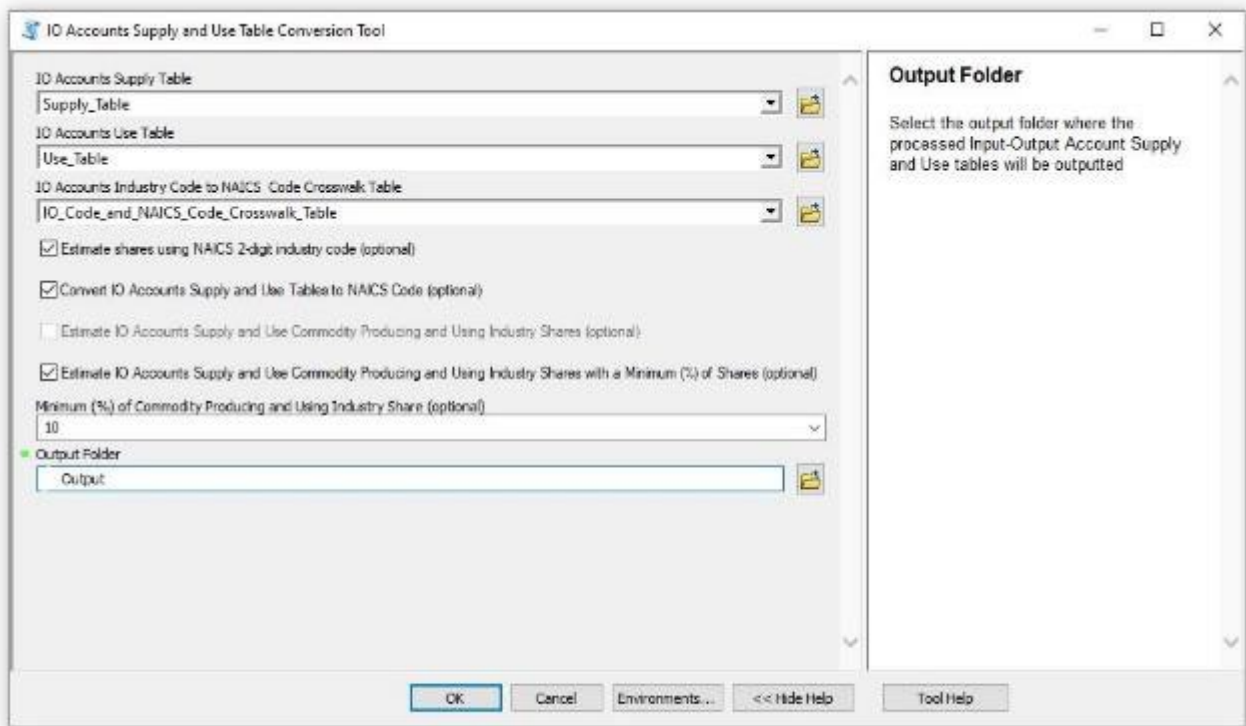 IO Accounts Supply and Use Table Conversion Tool
IO Accounts Supply Table
Supply_Table
IO Accounts Use Table
Use_Table
IO Accounts Industry Code to NAICS Code Crosswalk Table
IO_Code_and_NAICS_Code_Crosswalk_Table
Estimate shares using NAICS 2-digit industry code (optional)
Convert IO Accounts Supply and Use Tables to NAICS Code (optional)
Estimate IO Accounts Supply and Use Commodity Producing and Using Industry Shares (optional)
Estimate IO Accounts Supply and Use Commodity Producing and Using Industry Shares with a Minimum (%) of Shares (optional)
Minimum (%) of Commodity Producing and Using Industry Share (optional)
10
Output Folder
Output
Output Folder
Select the output folder where the
processed Input-Output Account Supply
and Use tables will be outputted
OK Cancel Environments... << Hide Help Tool Help